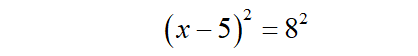 (x − 5)² = 8²